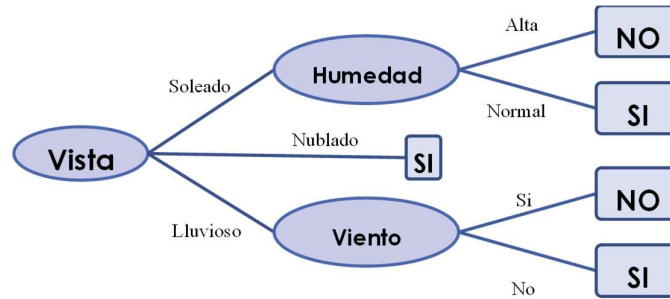 Alta
NO
Humedad
Soleado
Normal
SI
Nublado
Vista
SI
Si
NO
Lluvioso
Viento
No
SI